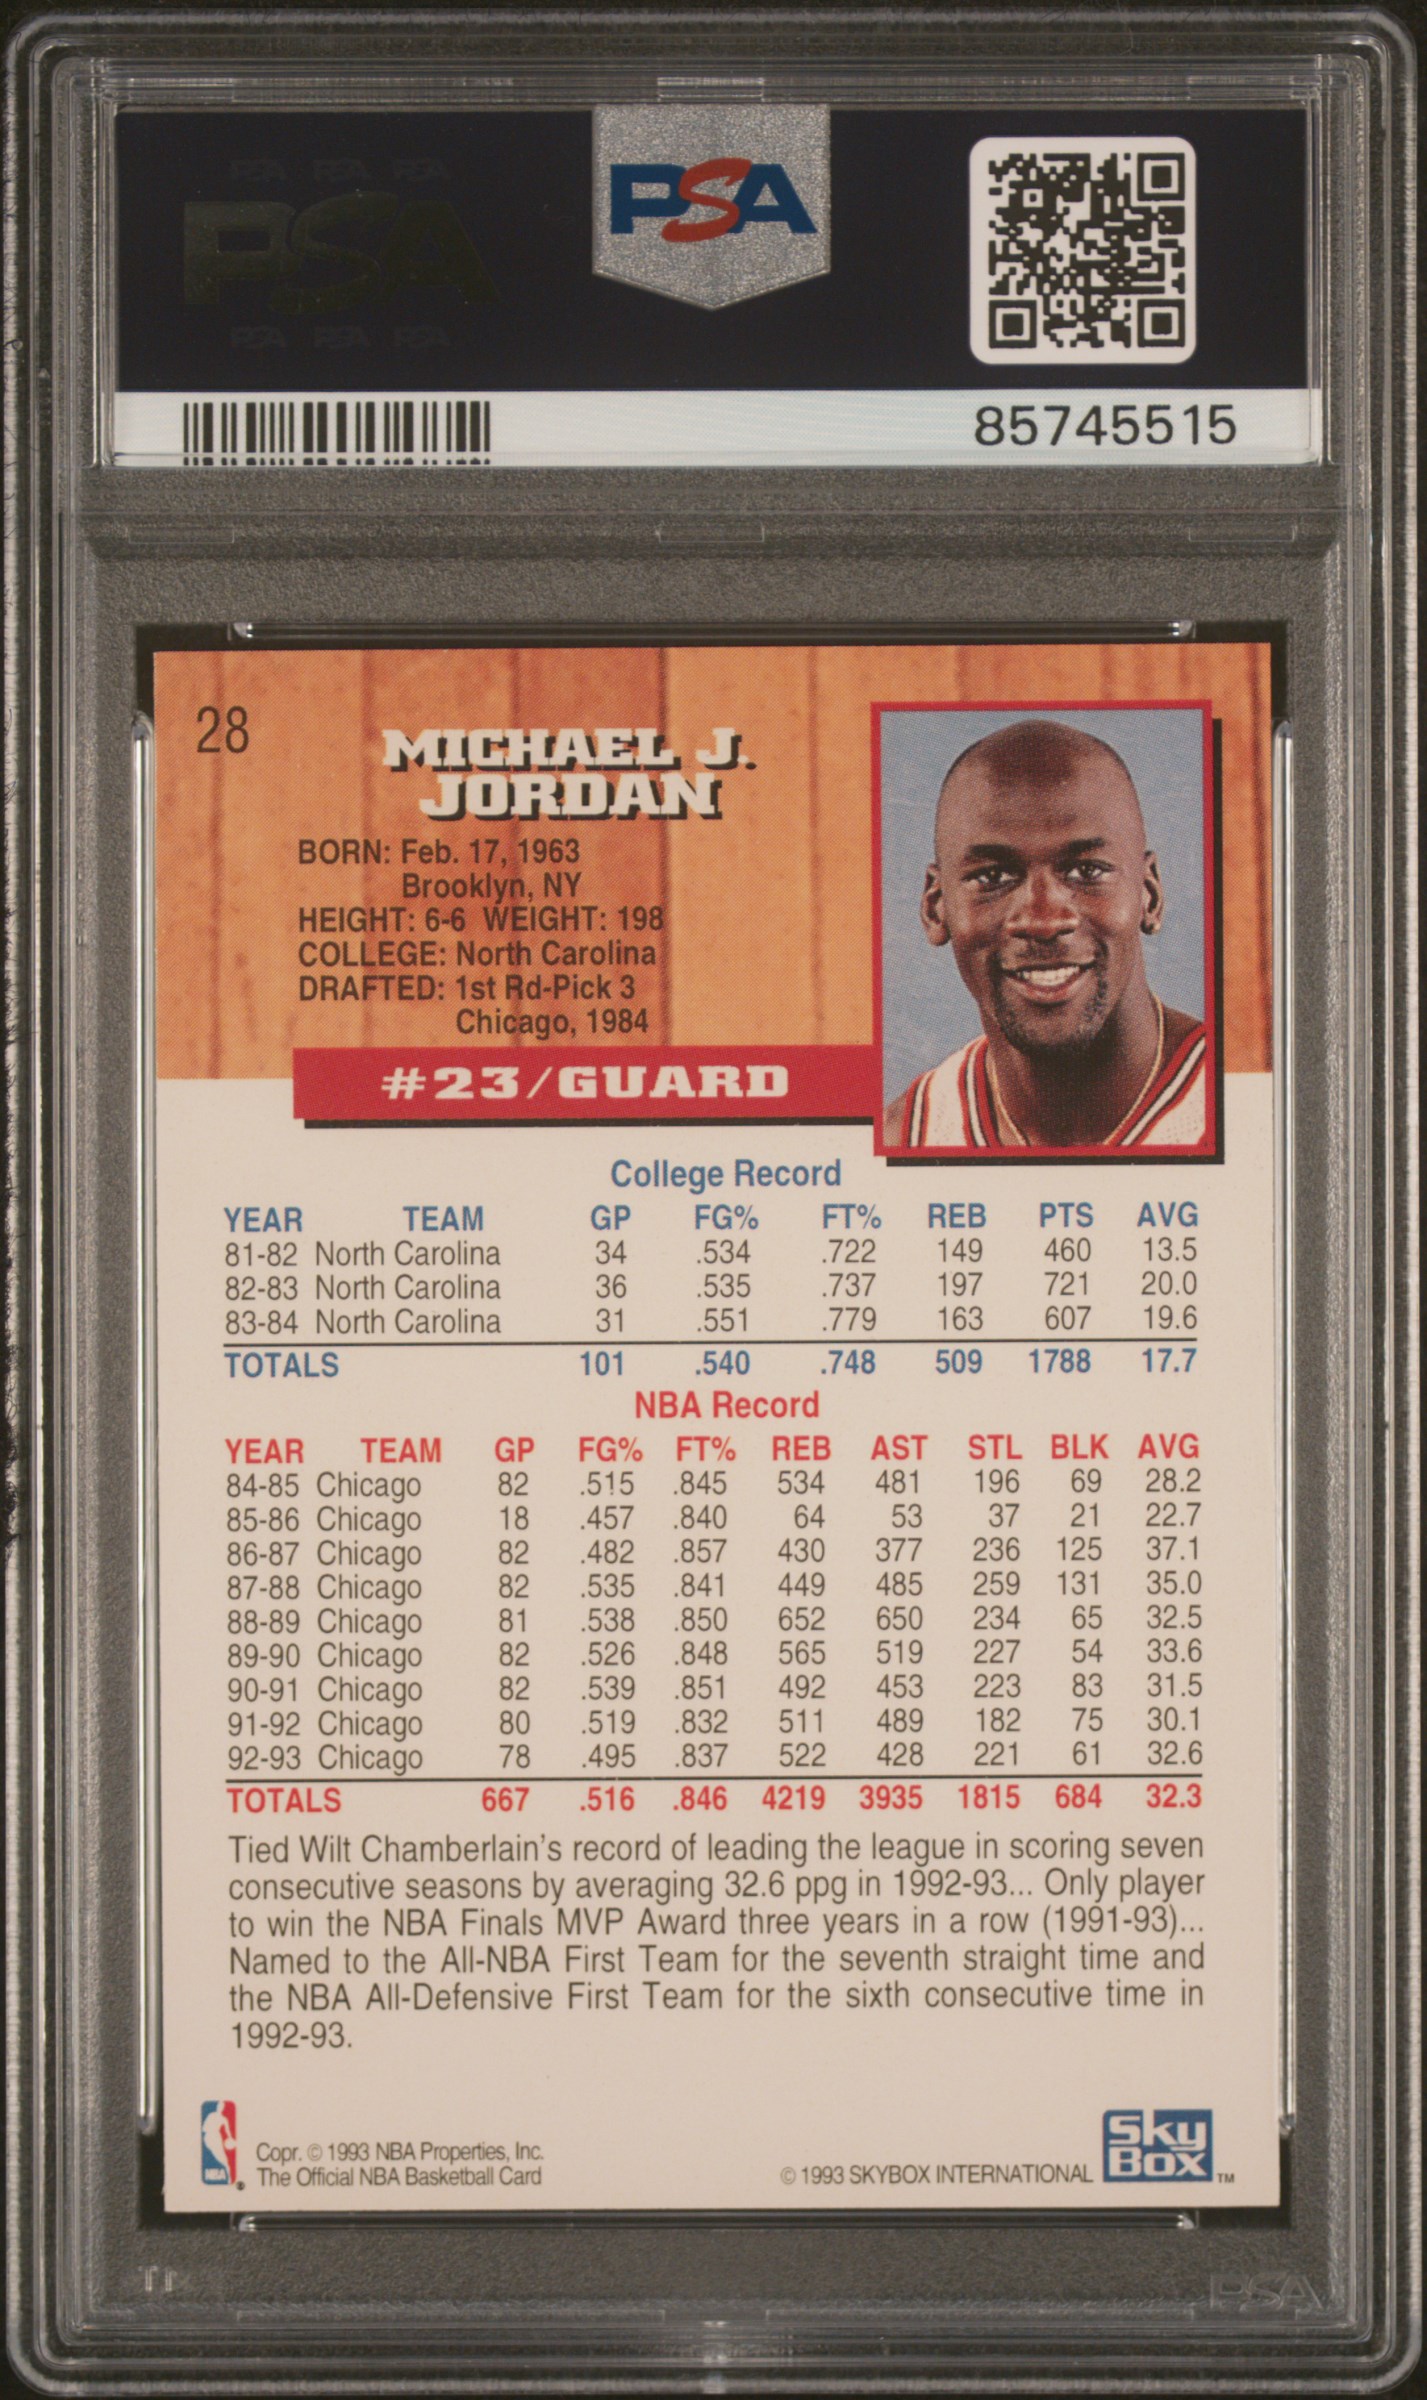 PSA PSA PSA
PSA
PSA PSA PSA
PSA
85745515
28
MICHAEL J.
JORDAN
BORN: Feb. 17, 1963
Brooklyn, NY
HEIGHT: 6-6 WEIGHT: 198
COLLEGE: North Carolina
DRAFTED: 1st Rd-Pick 3
Chicago, 1984
#23/GUARD
College Record
YEAR TEAM GP FG% FT% REB PTS AVG
81-82 North Carolina 34 .534 .722 149 460 13.5
82-83 North Carolina 36 .535 .737 197 721 20.0
83-84 North Carolina 31 .551 .779 163 607 19.6
TOTALS 101 .540 .748 509 1788 17.7
NBA Record
YEAR TEAM GP FG% FT% REB AST STL BLK AVG
84-85 Chicago 82 .515 .845 534 481 196 69 28.2
85-86 Chicago 18 .457 .840 64 53 37 21 22.7
86-87 Chicago 82 .482 .857 430 377 236 125 37.1
87-88 Chicago 82 .535 .841 449 485 259 131 35.0
88-89 Chicago 81 .538 .850 652 650 234 65 32.5
89-90 Chicago 82 .526 .848 565 519 227 54 33.6
90-91 Chicago 82 .539 .851 492 453 223 83 31.5
91-92 Chicago 80 .519 .832 511 489 182 75 30.1
92-93 Chicago 78 .495 .837 522 428 221 61 32.6
TOTALS 667 .516 .846 4219 3935 1815 684 32.3
Tied Wilt Chamberlain's record of leading the league in scoring seven
consecutive seasons by averaging 32.6 ppg in 1992-93... Only player
to win the NBA Finals MVP Award three years in a row (1991-93)...
Named to the All-NBA First Team for the seventh straight time and
the NBA All-Defensive First Team for the sixth consecutive time in
1992-93.
NBA
Copr. © 1993 NBA Properties, Inc.
The Official NBA Basketball Card
© 1993 SKYBOX INTERNATIONAL
SkyBox TM
PSA